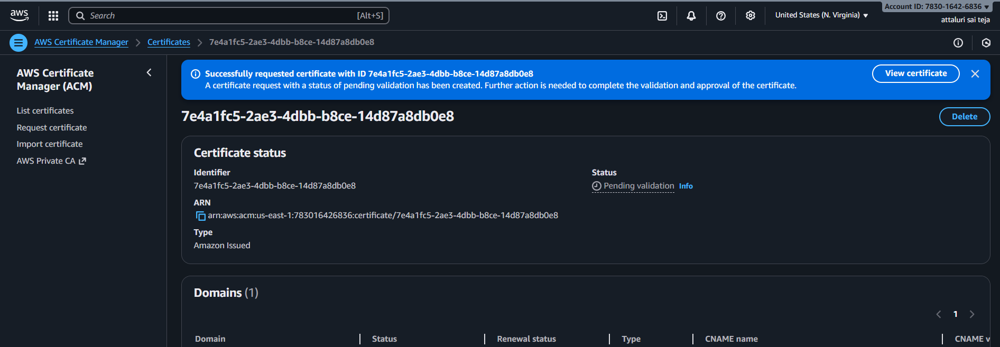 aws
Search
[Alt+S]
United States (N. Virginia)
Account ID: 7830-1642-6836
attaluri sai teja
AWS Certificate Manager
Certificates
7e4a1fc5-2ae3-4dbb-b8ce-14d87a8db0e8
AWS Certificate
Manager (ACM)
List certificates
Request certificate
Import certificate
AWS Private CA
Successfully requested certificate with ID 7e4a1fc5-2ae3-4dbb-b8ce-14d87a8db0e8
A certificate request with a status of pending validation has been created. Further action is needed to complete the validation and approval of the certificate.
View certificate
7e4a1fc5-2ae3-4dbb-b8ce-14d87a8db0e8
Delete
Certificate status
Identifier
7e4a1fc5-2ae3-4dbb-b8ce-14d87a8db0e8
ARN
arn:aws:acm:us-east-1:783016426836:certificate/7e4a1fc5-2ae3-4dbb-b8ce-14d87a8db0e8
Type
Amazon Issued
Status
Pending validation Info
Domains (1)
1
Domain
Status
Renewal status
Type
CNAME name
CNAME v